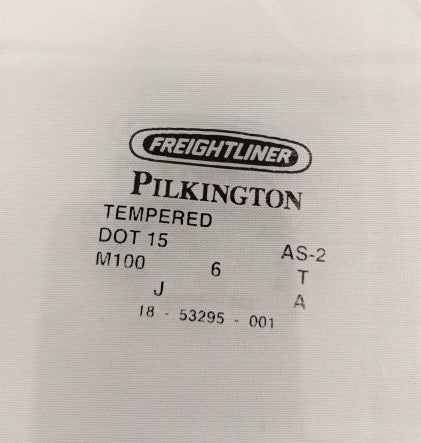 FREIGHTLINER
PILKINGTON
TEMPERED
DOT 15 AS-2
M100 6 T
J A
18 - 53295 - 001